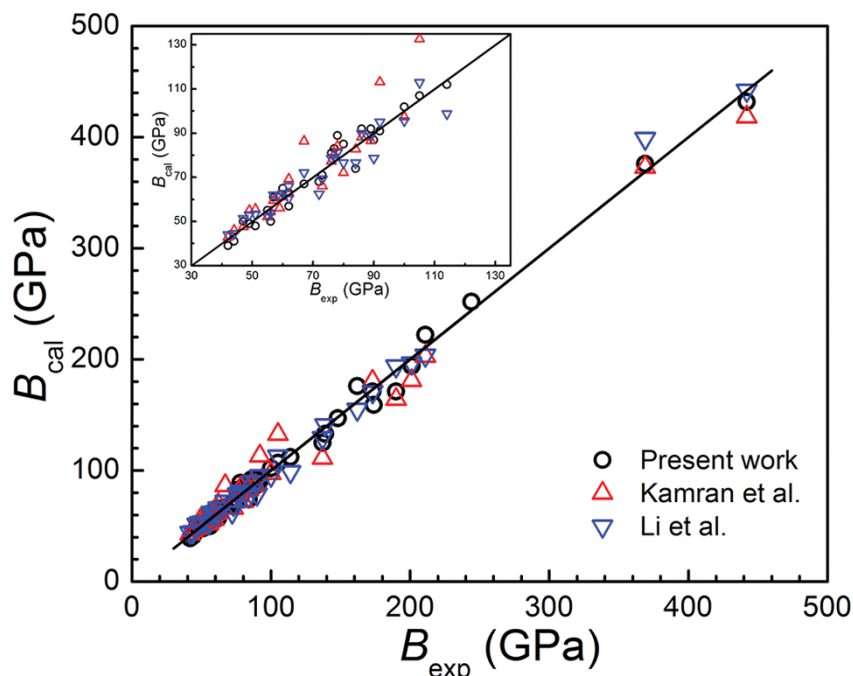 500
400
300
200
100
0
B_cal (GPa)
130
110
90
70
50
30
B_cal (GPa)
30 50 70 90 110 130
B_exp (GPa)
Present work
Kamran et al.
Li et al.
0 100 200 300 400 500
B_exp (GPa)